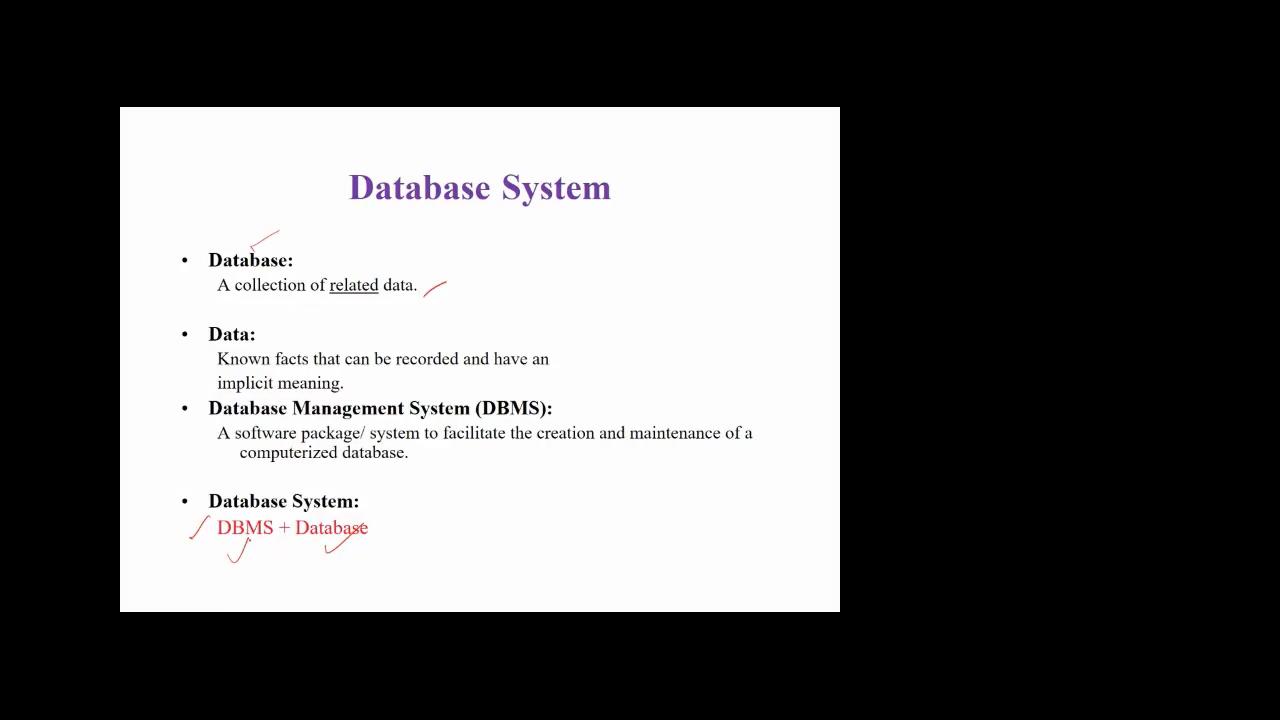 Database System
• Database:
A collection of related data.
• Data:
Known facts that can be recorded and have an
implicit meaning.
• Database Management System (DBMS):
A software package/ system to facilitate the creation and maintenance of a
computerized database.
• Database System:
DBMS + Database